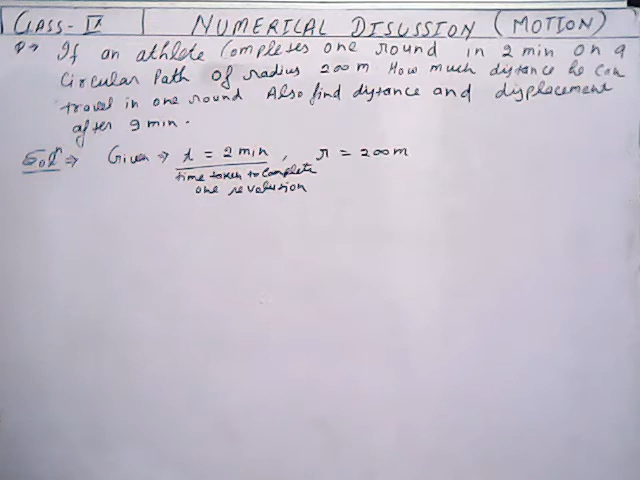 CLASS - IX NUMERICAL DISUSSION (MOTION)
Q→ If an athlete completes one round in 2 min on a
circular path of radius 200 m. How much distance he can
travel in one round Also find distance and displacement
after 9 min.
Sol⇒ Given ⇒ t = 2 min, r = 200m
time taken to complete
one revolution